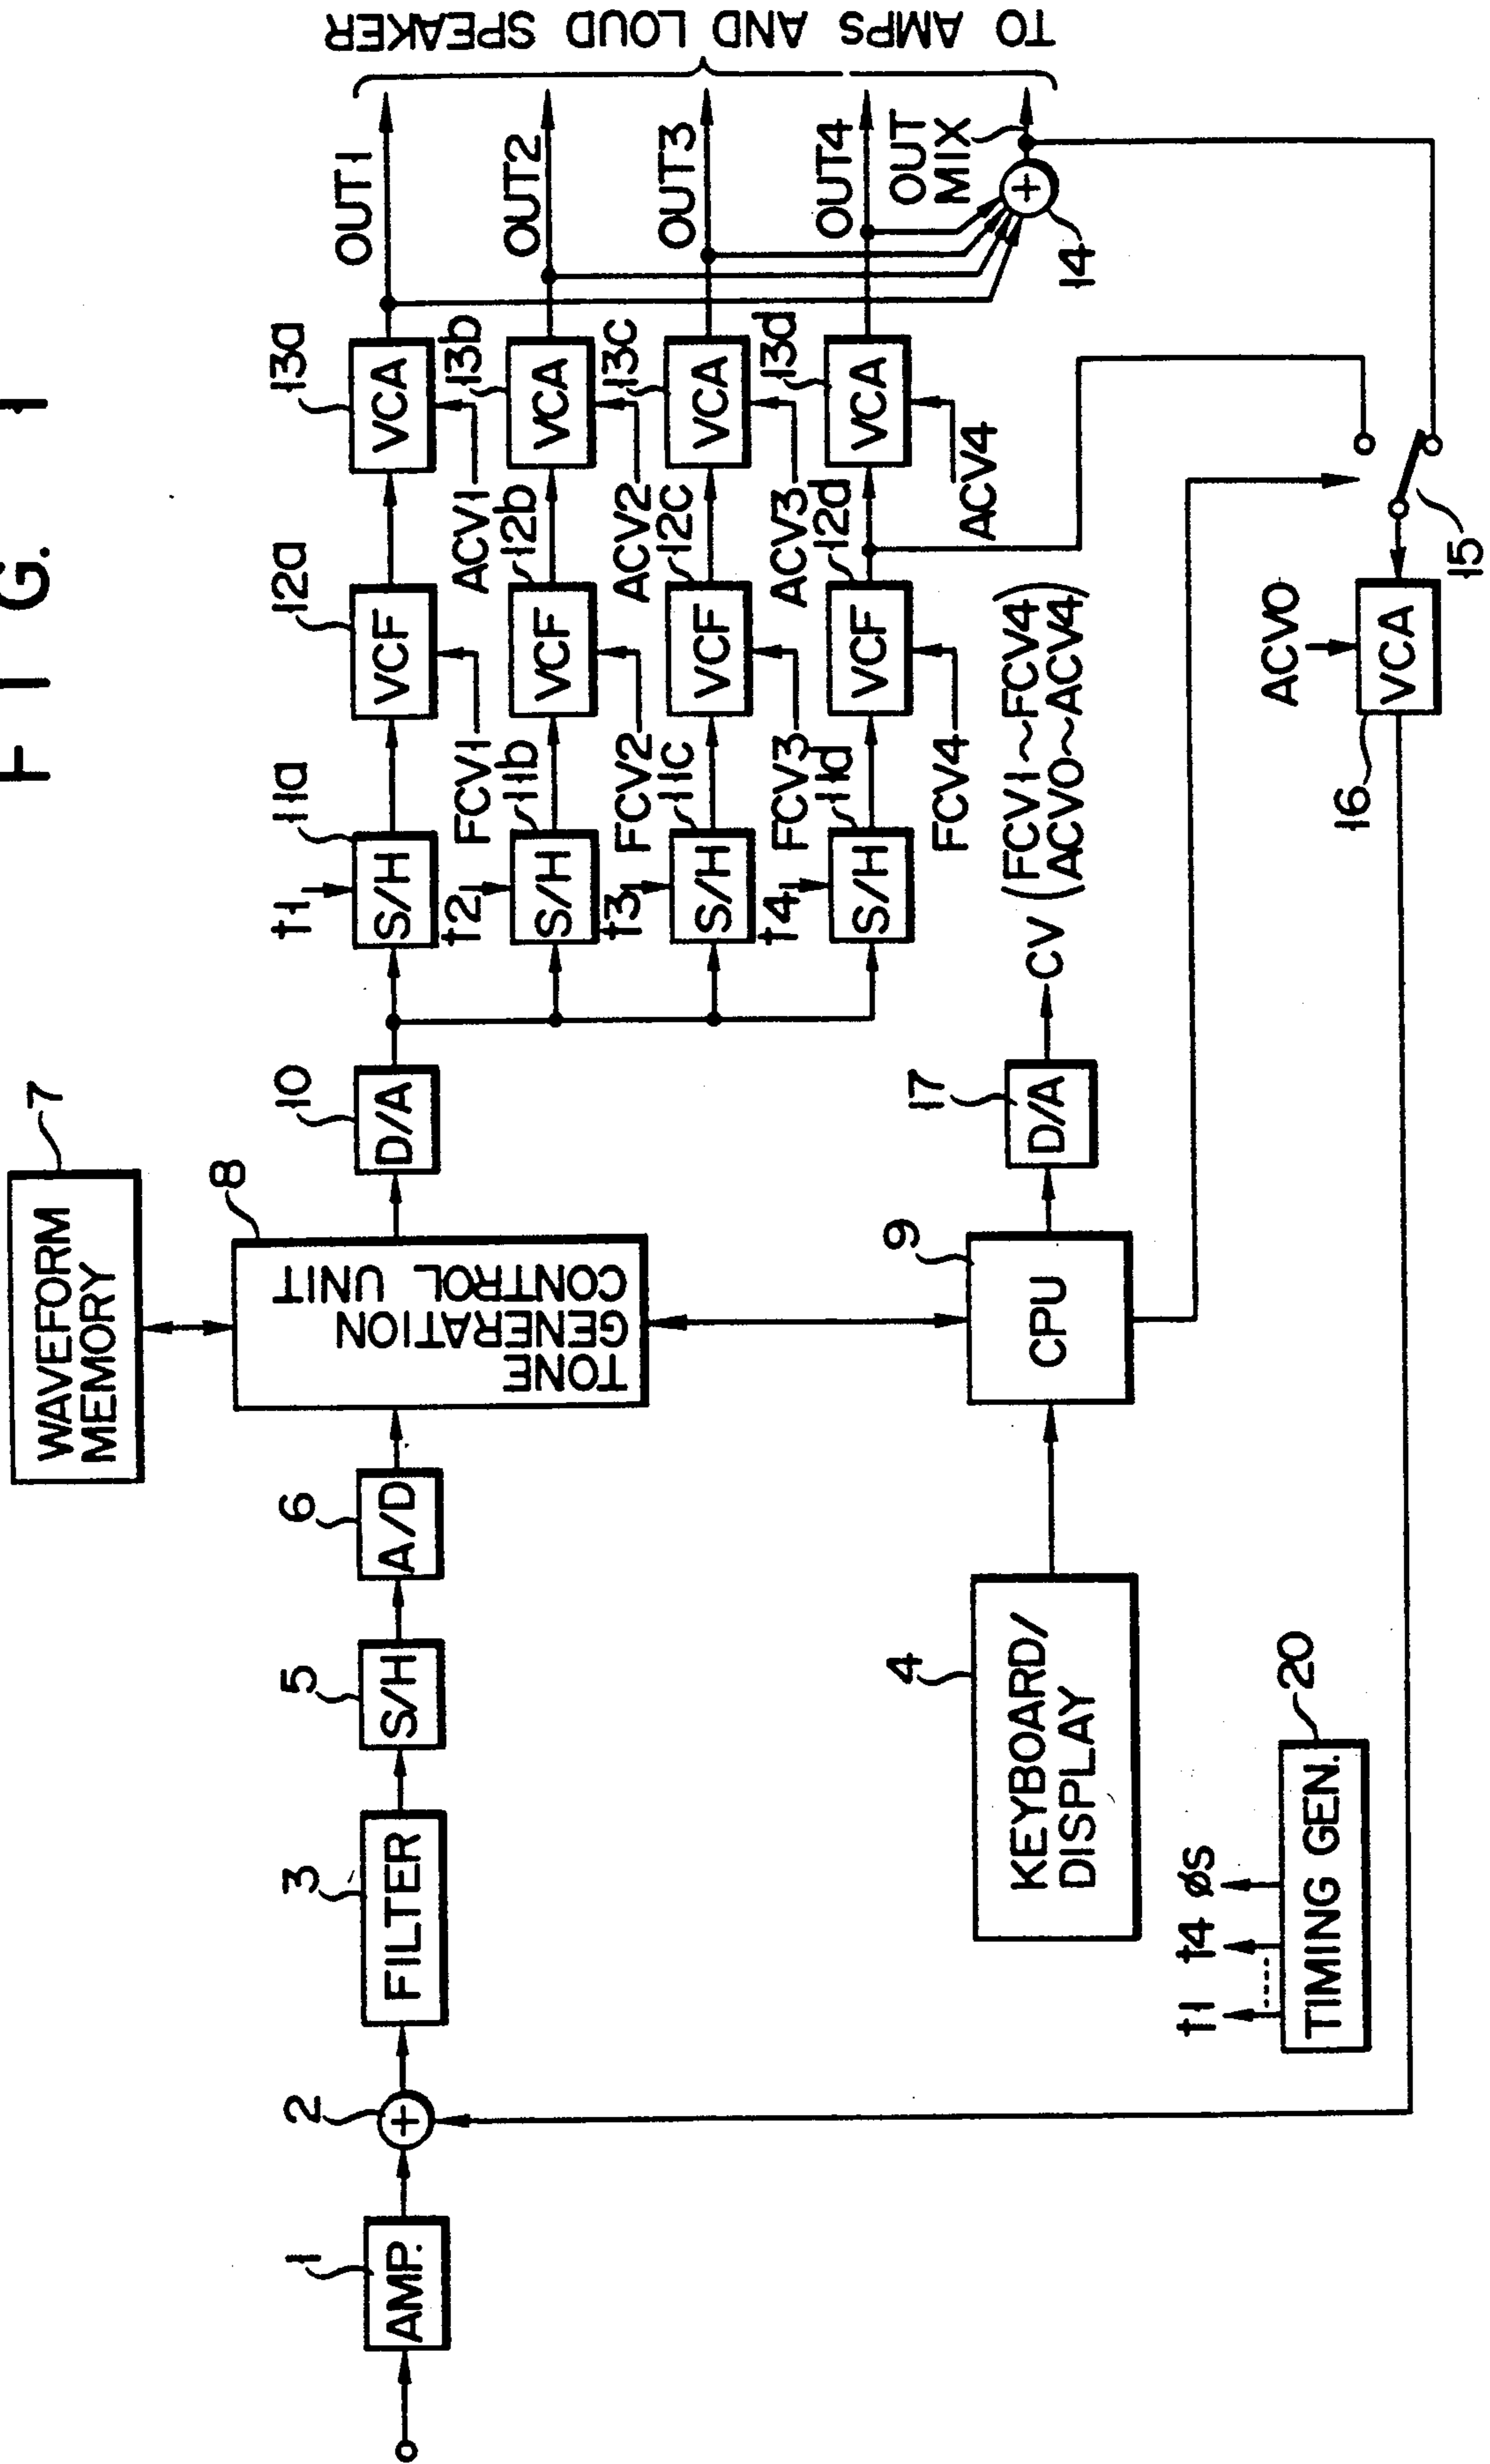 FIG. 1
WAVEFORM
MEMORY
7
8
TONE
GENERATION
CONTROL UNIT
1
AMP.
2
+
3
FILTER
5
S/H
6
A/D
10
D/A
t1
11a
S/H
12a
VCF
FCV1
13a
VCA
ACV1
OUT1
t2
11b
S/H
12b
VCF
FCV2
13b
VCA
ACV2
OUT2
t3
11c
S/H
12c
VCF
FCV3
13c
VCA
ACV3
OUT3
t4
11d
S/H
12d
VCF
FCV4
13d
VCA
ACV4
OUT4
OUT
MIX
+
14
TO AMPS AND LOUD SPEAKER
4
KEYBOARD/
DISPLAY
9
CPU
17
D/A
CV (FCV1~FCV4
ACV0~ACV4)
15
ACV0
16
VCA
t1 ---- t4 øs
20
TIMING GEN.